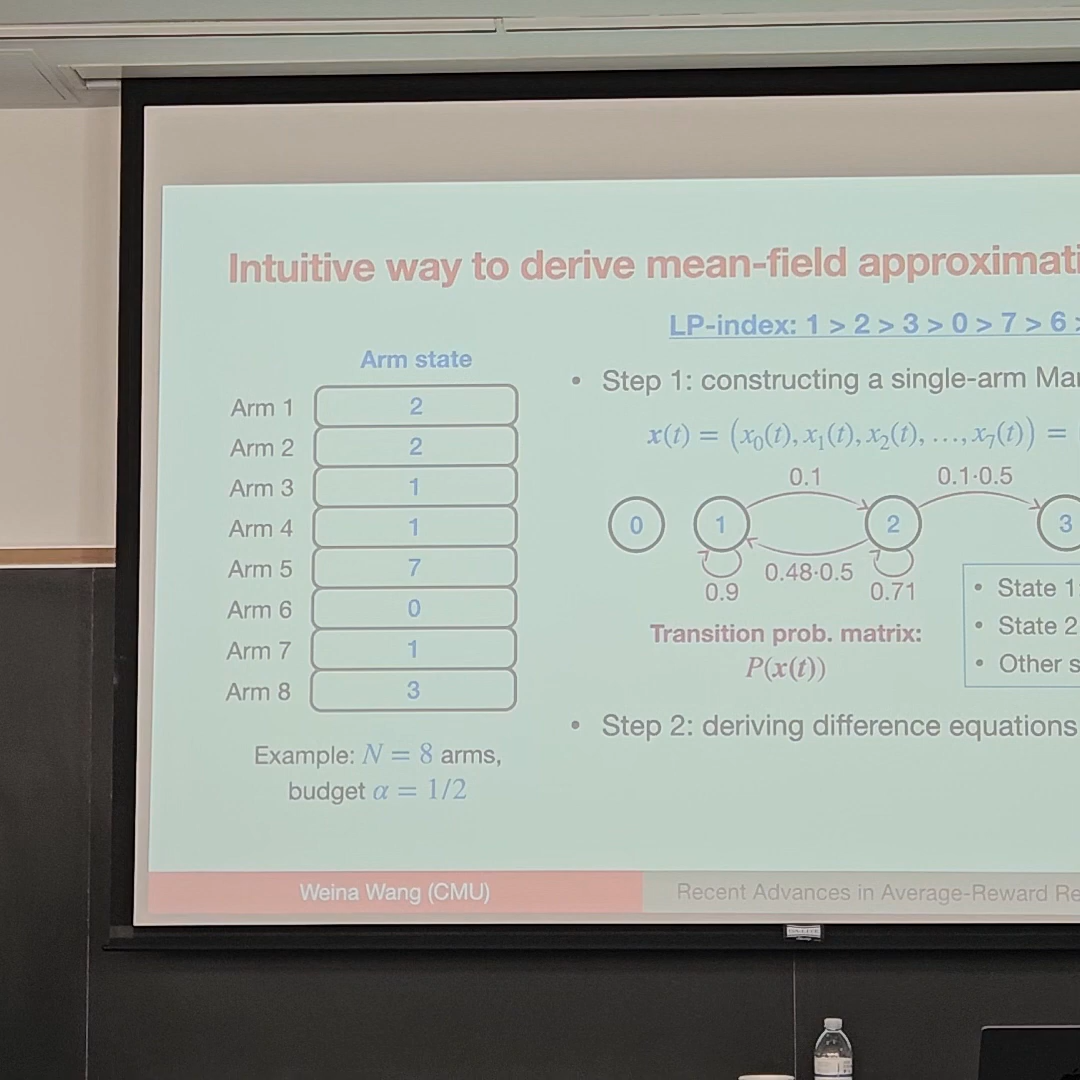 Intuitive way to derive mean-field approximati
LP-index: 1 > 2 > 3 > 0 > 7 > 6 >
Arm state
Arm 1 2
Arm 2 2
Arm 3 1
Arm 4 1
Arm 5 7
Arm 6 0
Arm 7 1
Arm 8 3
Example: N = 8 arms,
budget α = 1/2
• Step 1: constructing a single-arm Mar
x(t) = (x₀(t), x₁(t), x₂(t), …, x₇(t)) =
0.1 0.1·0.5
0 1 2 3
0.48·0.5
0.9 0.71
Transition prob. matrix:
P(x(t))
• State 1
• State 2
• Other s
• Step 2: deriving difference equations
Weina Wang (CMU)
Recent Advances in Average-Reward Re